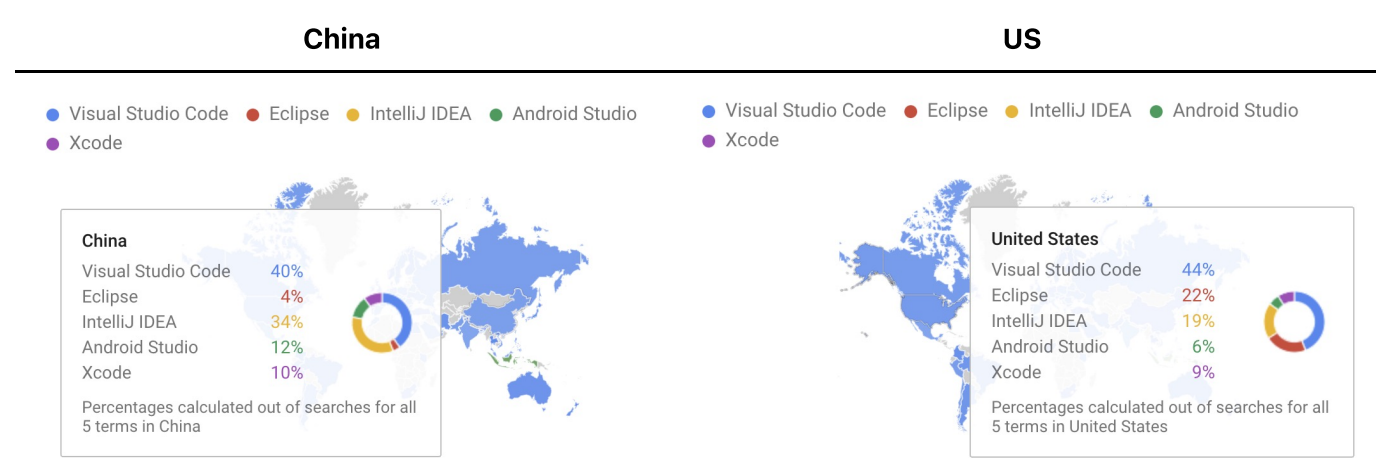 China
US
Visual Studio Code Eclipse IntelliJ IDEA Android Studio
Xcode
China
Visual Studio Code 40%
Eclipse 4%
IntelliJ IDEA 34%
Android Studio 12%
Xcode 10%
Percentages calculated out of searches for all
5 terms in China
Visual Studio Code Eclipse IntelliJ IDEA Android Studio
Xcode
United States
Visual Studio Code 44%
Eclipse 22%
IntelliJ IDEA 19%
Android Studio 6%
Xcode 9%
Percentages calculated out of searches for all
5 terms in United States